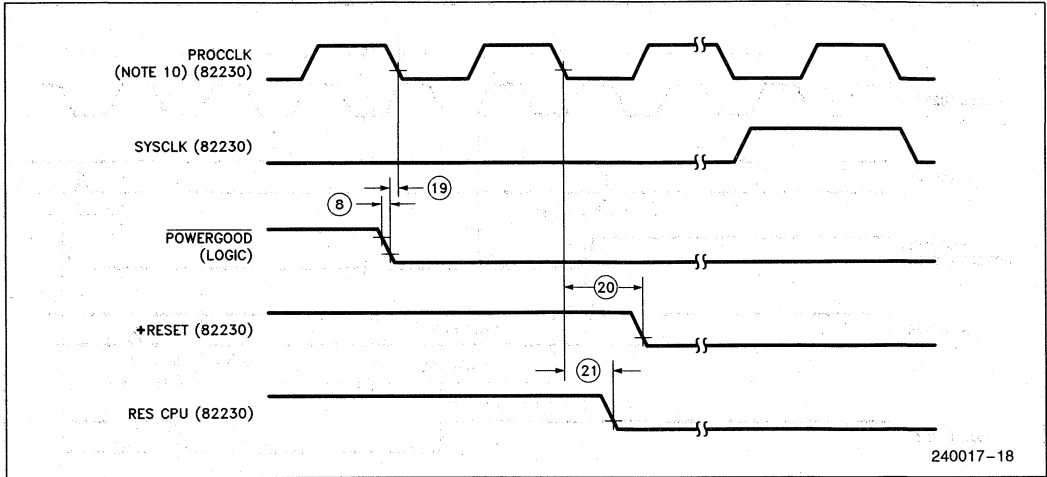 PROCCLK
(NOTE 10) (82230)
SYSCLK (82230)
19
8
POWERGOOD
(LOGIC)
20
+RESET (82230)
21
RES CPU (82230)
240017-18